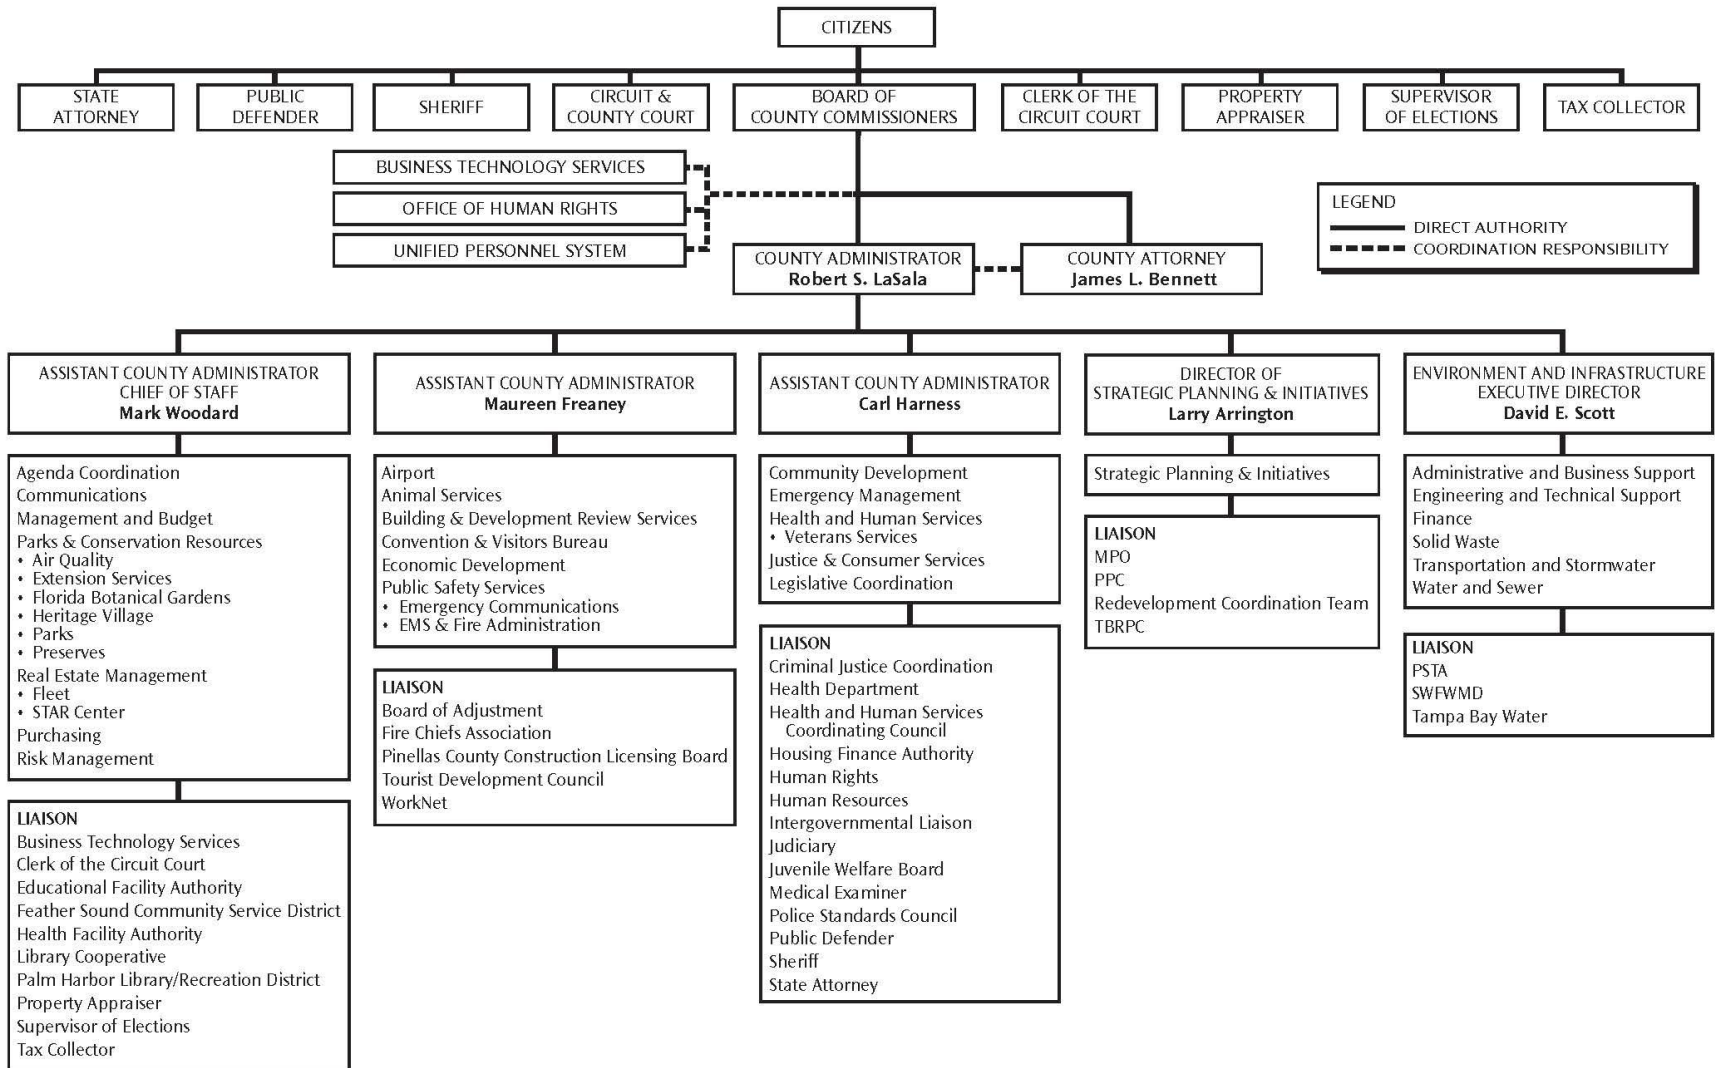 CITIZENS
STATE
ATTORNEY
PUBLIC
DEFENDER
SHERIFF
CIRCUIT &
COUNTY COURT
BOARD OF
COUNTY COMMISSIONERS
CLERK OF THE
CIRCUIT COURT
PROPERTY
APPRAISER
SUPERVISOR
OF ELECTIONS
TAX COLLECTOR
BUSINESS TECHNOLOGY SERVICES
OFFICE OF HUMAN RIGHTS
UNIFIED PERSONNEL SYSTEM
LEGEND
DIRECT AUTHORITY
COORDINATION RESPONSIBILITY
COUNTY ADMINISTRATOR
Robert S. LaSala
COUNTY ATTORNEY
James L. Bennett
ASSISTANT COUNTY ADMINISTRATOR
CHIEF OF STAFF
Mark Woodard
Agenda Coordination
Communications
Management and Budget
Parks & Conservation Resources
• Air Quality
• Extension Services
• Florida Botanical Gardens
• Heritage Village
• Parks
• Preserves
Real Estate Management
• Fleet
• STAR Center
Purchasing
Risk Management
LIAISON
Business Technology Services
Clerk of the Circuit Court
Educational Facility Authority
Feather Sound Community Service District
Health Facility Authority
Library Cooperative
Palm Harbor Library/Recreation District
Property Appraiser
Supervisor of Elections
Tax Collector
ASSISTANT COUNTY ADMINISTRATOR
Maureen Freaney
Airport
Animal Services
Building & Development Review Services
Convention & Visitors Bureau
Economic Development
Public Safety Services
• Emergency Communications
• EMS & Fire Administration
LIAISON
Board of Adjustment
Fire Chiefs Association
Pinellas County Construction Licensing Board
Tourist Development Council
WorkNet
ASSISTANT COUNTY ADMINISTRATOR
Carl Harness
Community Development
Emergency Management
Health and Human Services
• Veterans Services
Justice & Consumer Services
Legislative Coordination
LIAISON
Criminal Justice Coordination
Health Department
Health and Human Services
Coordinating Council
Housing Finance Authority
Human Rights
Human Resources
Intergovernmental Liaison
Judiciary
Juvenile Welfare Board
Medical Examiner
Police Standards Council
Public Defender
Sheriff
State Attorney
DIRECTOR OF
STRATEGIC PLANNING & INITIATIVES
Larry Arrington
Strategic Planning & Initiatives
LIAISON
MPO
PPC
Redevelopment Coordination Team
TBRPC
ENVIRONMENT AND INFRASTRUCTURE
EXECUTIVE DIRECTOR
David E. Scott
Administrative and Business Support
Engineering and Technical Support
Finance
Solid Waste
Transportation and Stormwater
Water and Sewer
LIAISON
PSTA
SWFWMD
Tampa Bay Water